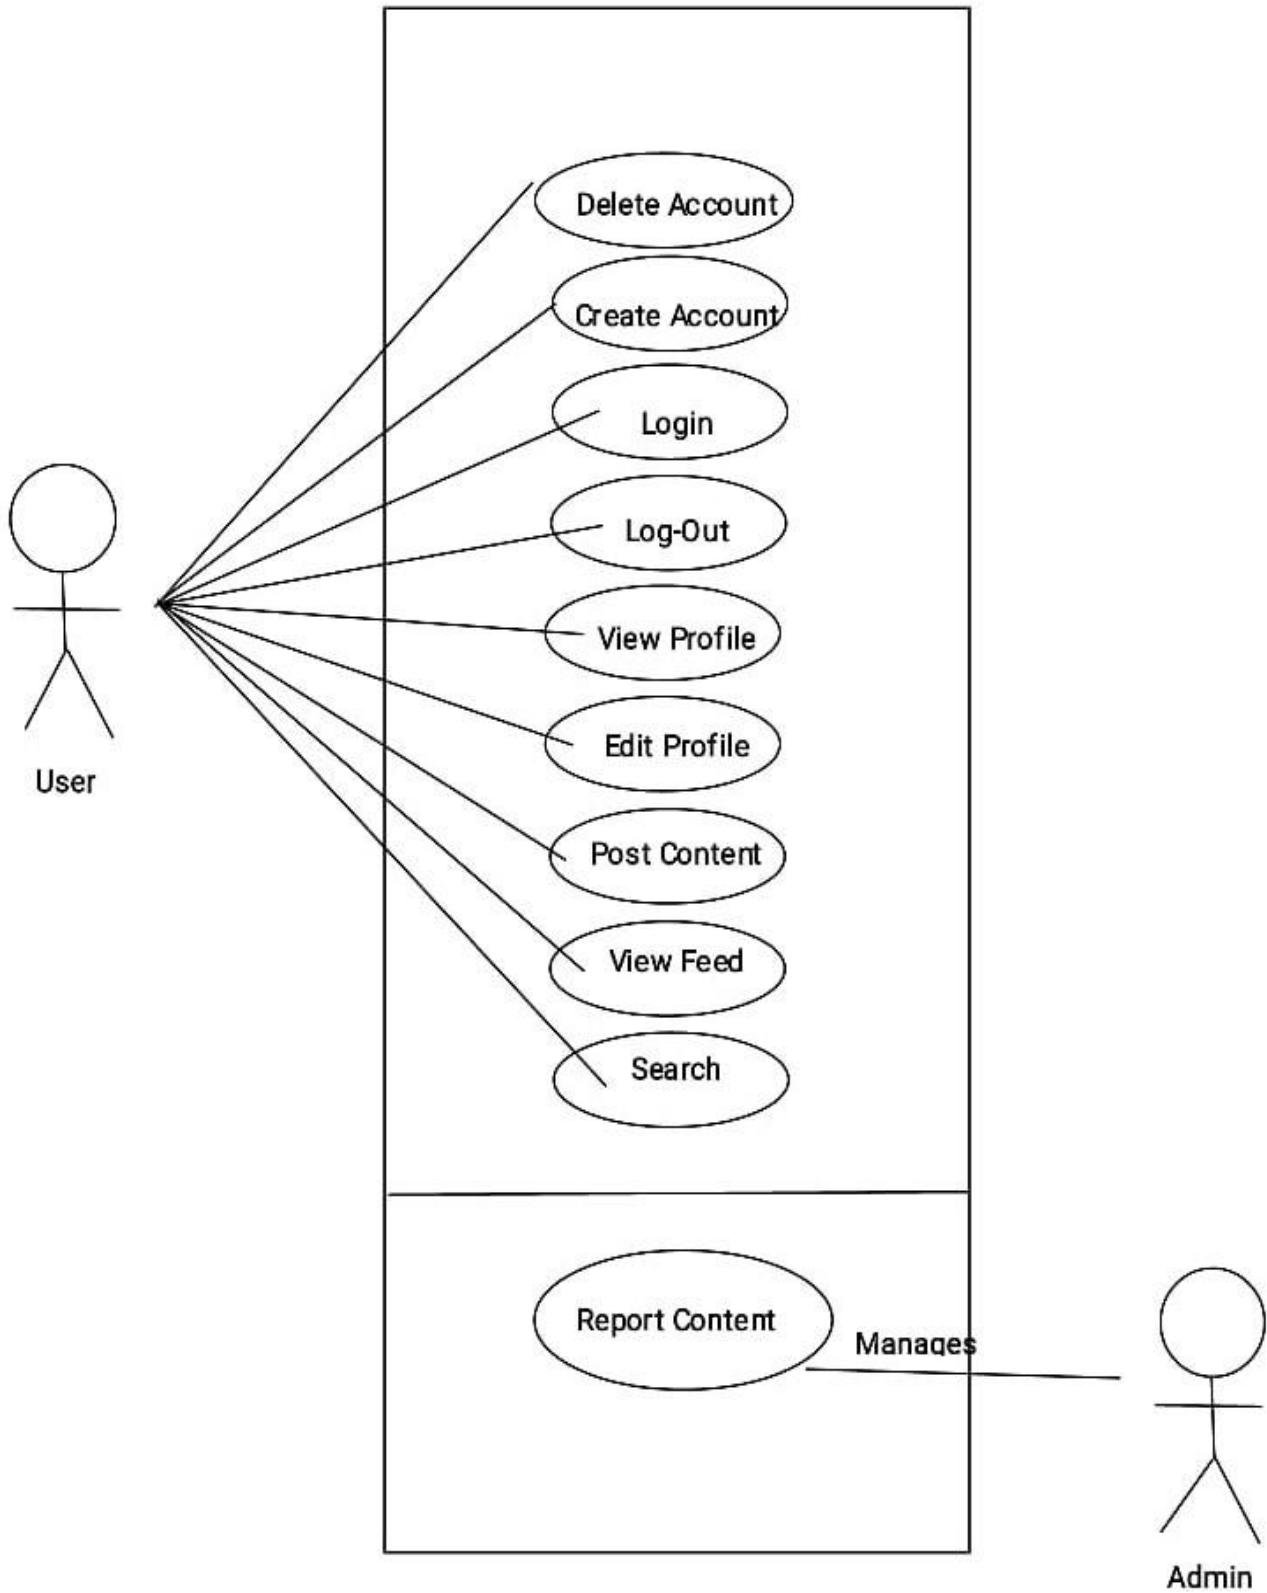 Delete Account
Create Account
Login
Log-Out
View Profile
Edit Profile
User
Post Content
View Feed
Search
Report Content
Manages
Admin